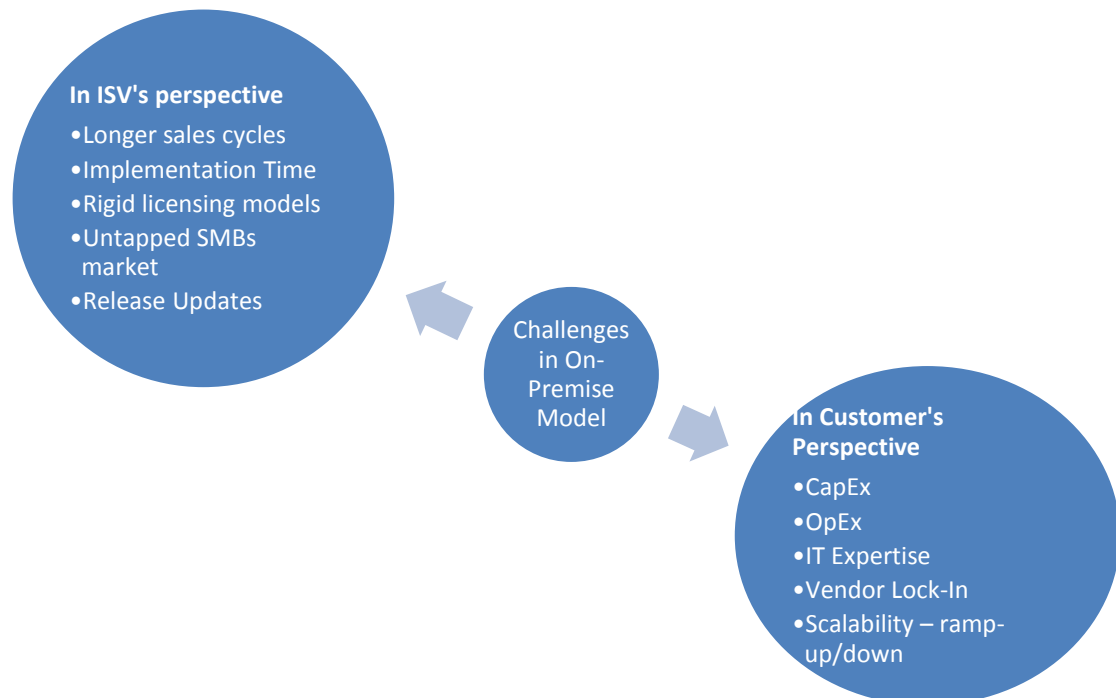 In ISV's perspective
•Longer sales cycles
•Implementation Time
•Rigid licensing models
•Untapped SMBs
market
•Release Updates
Challenges
in On-
Premise
Model
In Customer's
Perspective
•CapEx
•OpEx
•IT Expertise
•Vendor Lock-In
•Scalability – ramp-
up/down